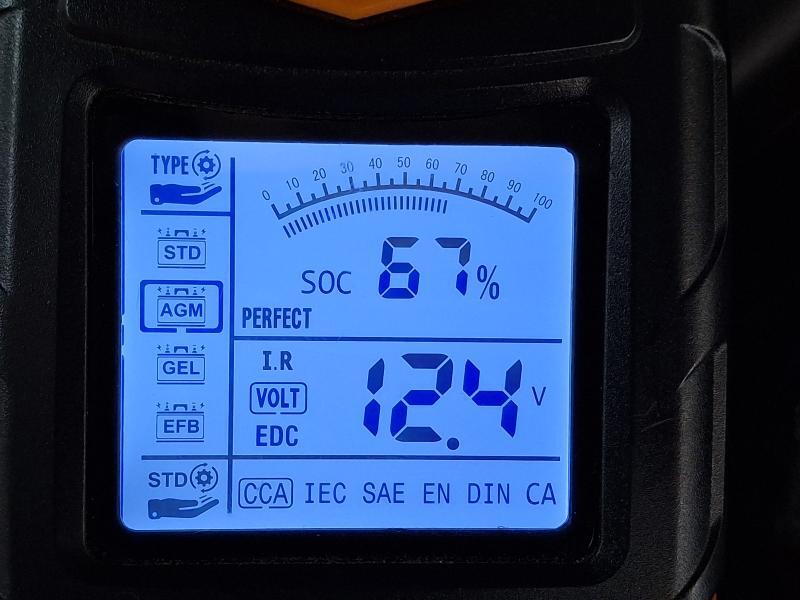 TYPE
0 10 20 30 40 50 60 70 80 90 100
STD
SOC 67%
AGM
PERFECT
GEL
I.R
VOLT 12.4 V
EFB
EDC
STD
CCA IEC SAE EN DIN CA